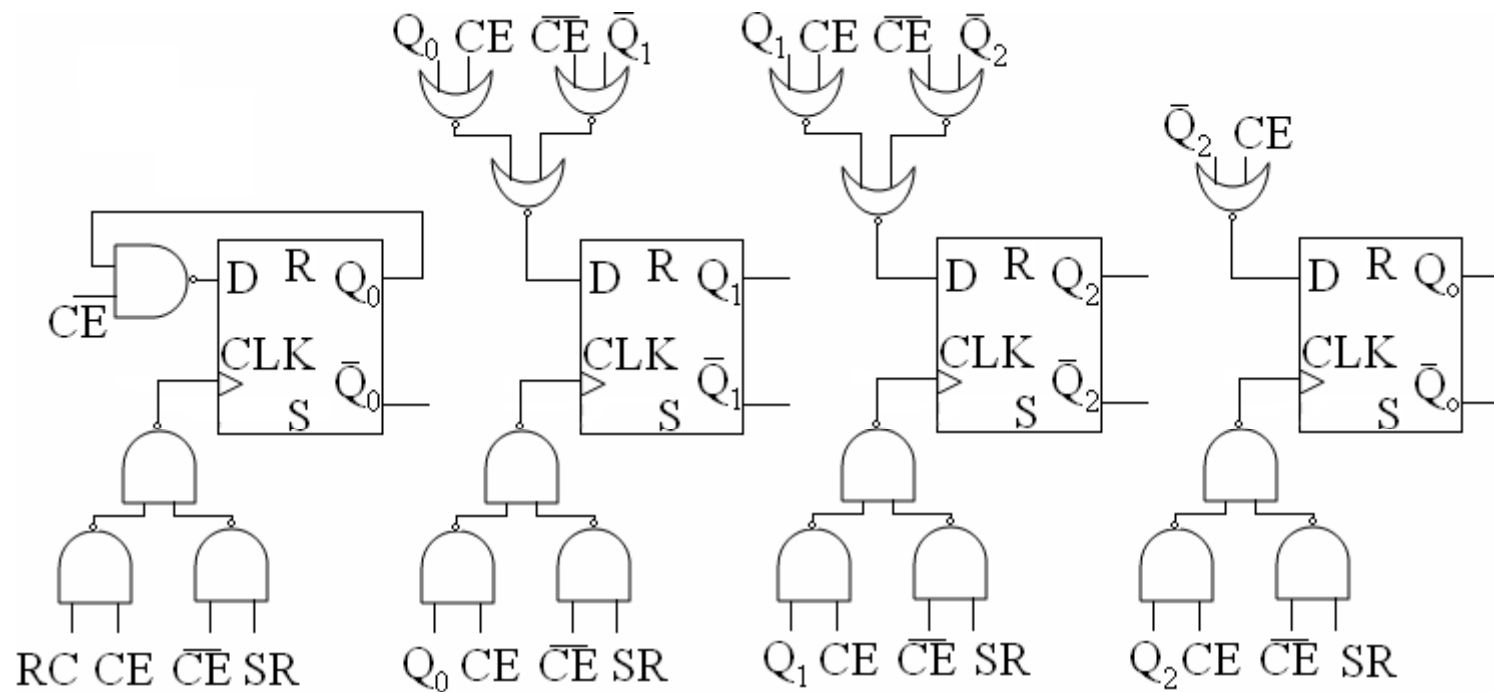 Q₀ CE C̅E̅ Q̅₁ Q₁ CE C̅E̅ Q̅₂
Q̅₂ CE
D R Q₀ D R Q₁ D R Q₂ D R Qₒ
C̅E̅
CLK CLK CLK CLK
Q̅₀ Q̅₁ Q̅₂ Q̅ₒ
S S S S
RC CE C̅E̅ SR Q₀ CE C̅E̅ SR Q₁ CE C̅E̅ SR Q₂ CE C̅E̅ SR